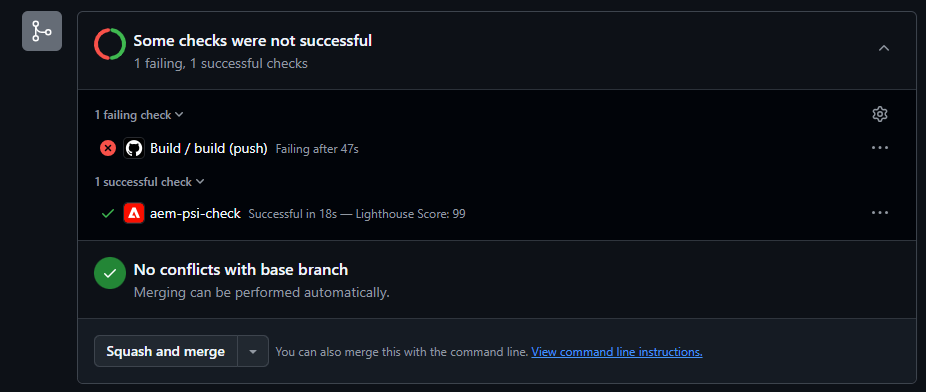 Some checks were not successful
1 failing, 1 successful checks
1 failing check
Build / build (push) Failing after 47s
1 successful check
aem-psi-check Successful in 18s — Lighthouse Score: 99
No conflicts with base branch
Merging can be performed automatically.
Squash and merge You can also merge this with the command line. View command line instructions.